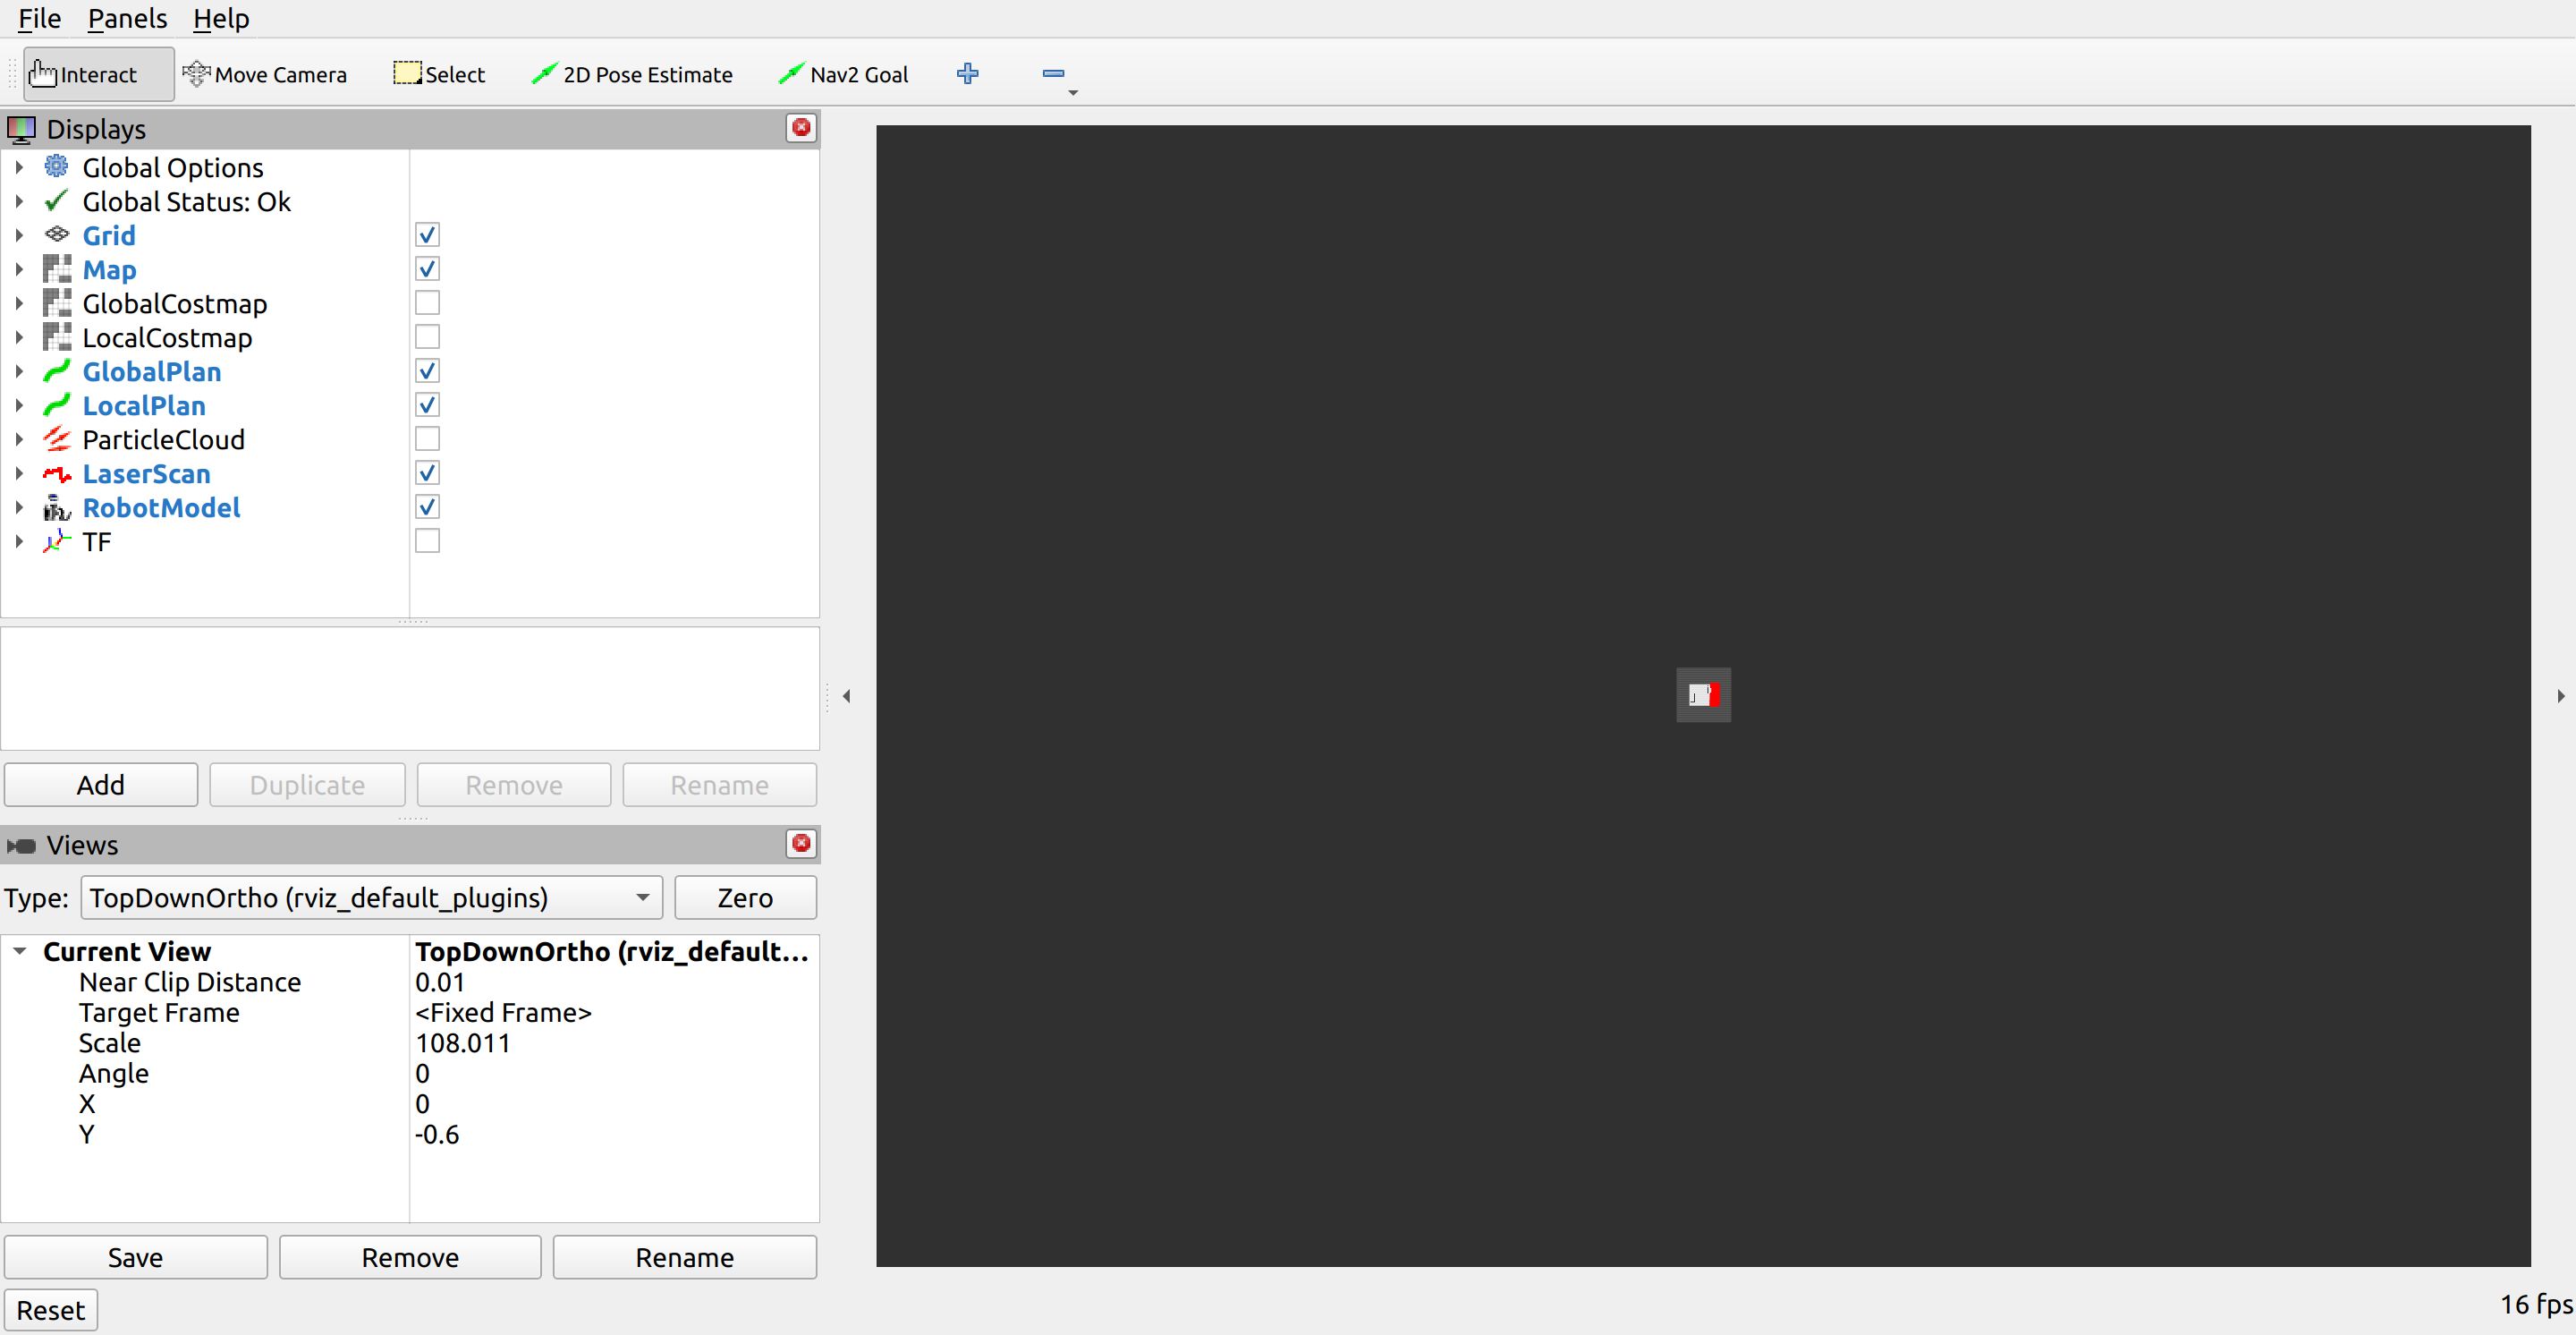 File Panels Help
Interact Move Camera Select 2D Pose Estimate Nav2 Goal
Displays
Global Options
Global Status: Ok
Grid
Map
GlobalCostmap
LocalCostmap
GlobalPlan
LocalPlan
ParticleCloud
LaserScan
RobotModel
TF
Add Duplicate Remove Rename
Views
Type: TopDownOrtho (rviz_default_plugins) Zero
Current View TopDownOrtho (rviz_default...
Near Clip Distance 0.01
Target Frame <Fixed Frame>
Scale 108.011
Angle 0
X 0
Y -0.6
Save Remove Rename
Reset
16 fps